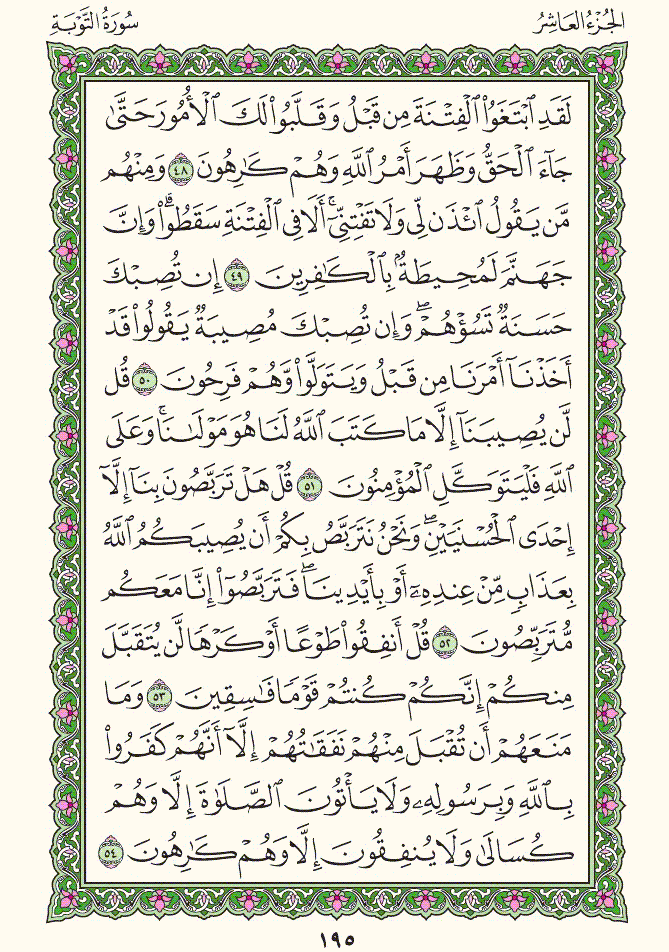 الجُزْءُ العَاشِرُ
سُورَةُ التَّوْبَةِ
لَقَدِ ٱبْتَغَوُا۟ ٱلْفِتْنَةَ مِن قَبْلُ وَقَلَّبُوا۟ لَكَ ٱلْأُمُورَ حَتَّىٰ
جَآءَ ٱلْحَقُّ وَظَهَرَ أَمْرُ ٱللَّهِ وَهُمْ كَـٰرِهُونَ ٤٨ وَمِنْهُم
مَّن يَقُولُ ٱئْذَن لِّى وَلَا تَفْتِنِّىٓ ۚ أَلَا فِى ٱلْفِتْنَةِ سَقَطُوا۟ ۗ وَإِنَّ
جَهَنَّمَ لَمُحِيطَةٌۢ بِٱلْكَـٰفِرِينَ ٤٩ إِن تُصِبْكَ
حَسَنَةٌ تَسُؤْهُمْ ۖ وَإِن تُصِبْكَ مُصِيبَةٌ يَقُولُوا۟ قَدْ
أَخَذْنَآ أَمْرَنَا مِن قَبْلُ وَيَتَوَلَّوا۟ وَّهُمْ فَرِحُونَ ٥٠ قُل
لَّن يُصِيبَنَآ إِلَّا مَا كَتَبَ ٱللَّهُ لَنَا هُوَ مَوْلَىٰنَا ۚ وَعَلَى
ٱللَّهِ فَلْيَتَوَكَّلِ ٱلْمُؤْمِنُونَ ٥١ قُلْ هَلْ تَرَبَّصُونَ بِنَآ إِلَّآ
إِحْدَى ٱلْحُسْنَيَيْنِ ۖ وَنَحْنُ نَتَرَبَّصُ بِكُمْ أَن يُصِيبَكُمُ ٱللَّهُ
بِعَذَابٍ مِّنْ عِندِهِۦٓ أَوْ بِأَيْدِينَا ۖ فَتَرَبَّصُوٓا۟ إِنَّا مَعَكُم
مُّتَرَبِّصُونَ ٥٢ قُلْ أَنفِقُوا۟ طَوْعًا أَوْ كَرْهًا لَّن يُتَقَبَّلَ
مِنكُمْ ۖ إِنَّكُمْ كُنتُمْ قَوْمًا فَـٰسِقِينَ ٥٣ وَمَا
مَنَعَهُمْ أَن تُقْبَلَ مِنْهُمْ نَفَقَـٰتُهُمْ إِلَّآ أَنَّهُمْ كَفَرُوا۟
بِٱللَّهِ وَبِرَسُولِهِۦ وَلَا يَأْتُونَ ٱلصَّلَوٰةَ إِلَّا وَهُمْ
كُسَالَىٰ وَلَا يُنفِقُونَ إِلَّا وَهُمْ كَـٰرِهُونَ ٥٤
١٩٥